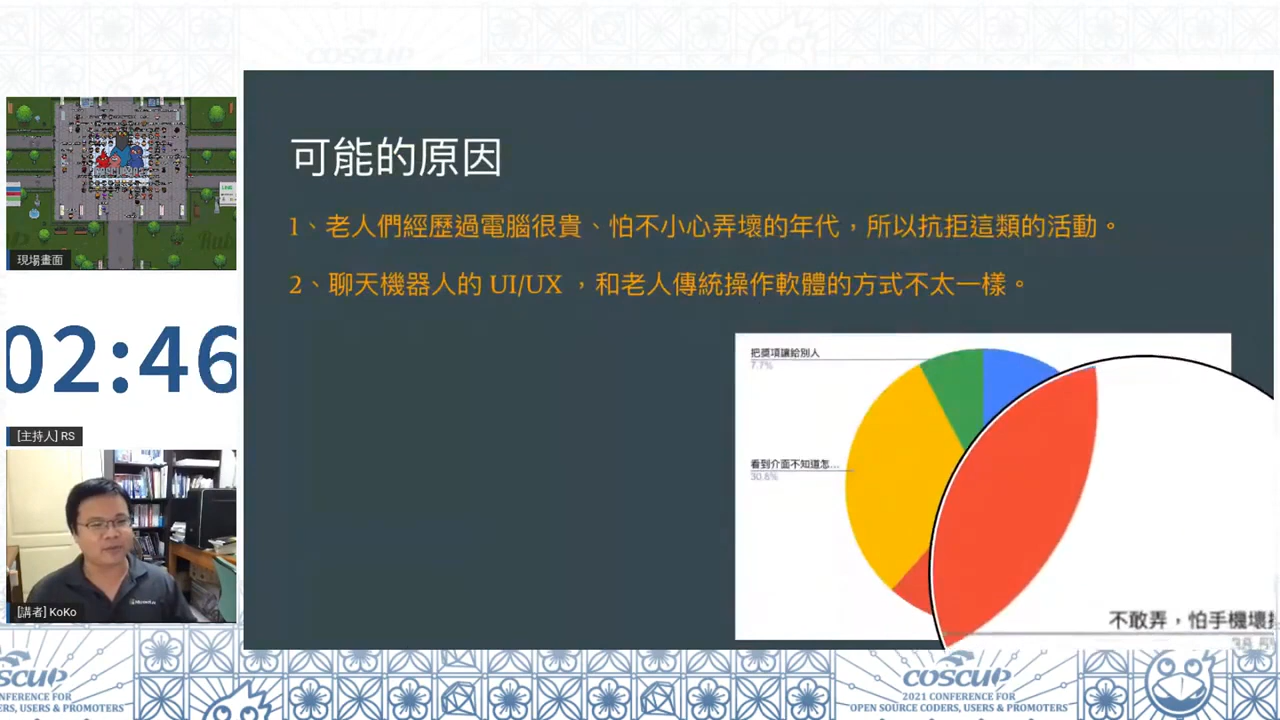 COSCUP
現場畫面
02:46
[主持人] RS
[講者] KoKo
可能的原因
1、老人們經歷過電腦很貴、怕不小心弄壞的年代，所以抗拒這類的活動。
2、聊天機器人的 UI/UX ，和老人傳統操作軟體的方式不太一樣。
把獎項讓給別人
7.7%
看到介面不知道怎...
30.8%
不敢弄，怕手機壞
NFERENCE FOR
ERS, USERS & PROMOTERS
COSCUP
2021 CONFERENCE FOR
OPEN SOURCE CODERS, USERS & PROMOTERS